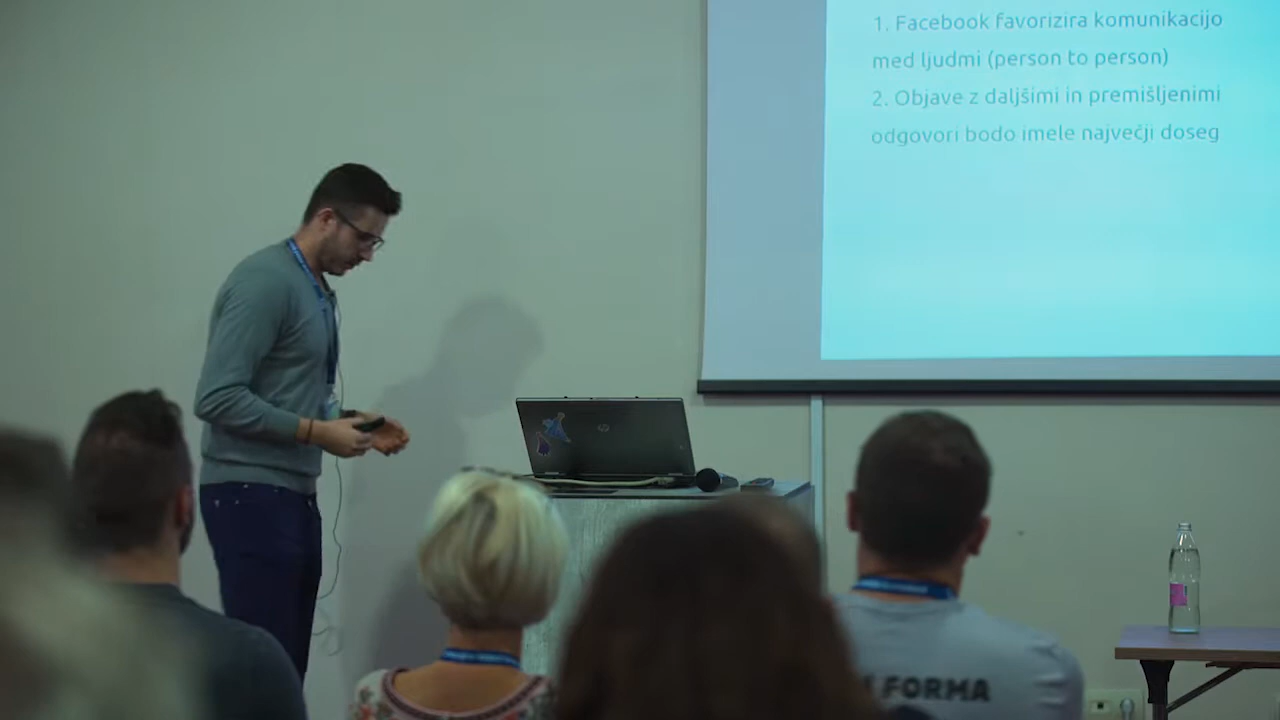 1. Facebook favorizira komunikacijo
med ljudmi (person to person)
2. Objave z daljšimi in premišljenimi
odgovori bodo imele največji doseg
hp
FORMA